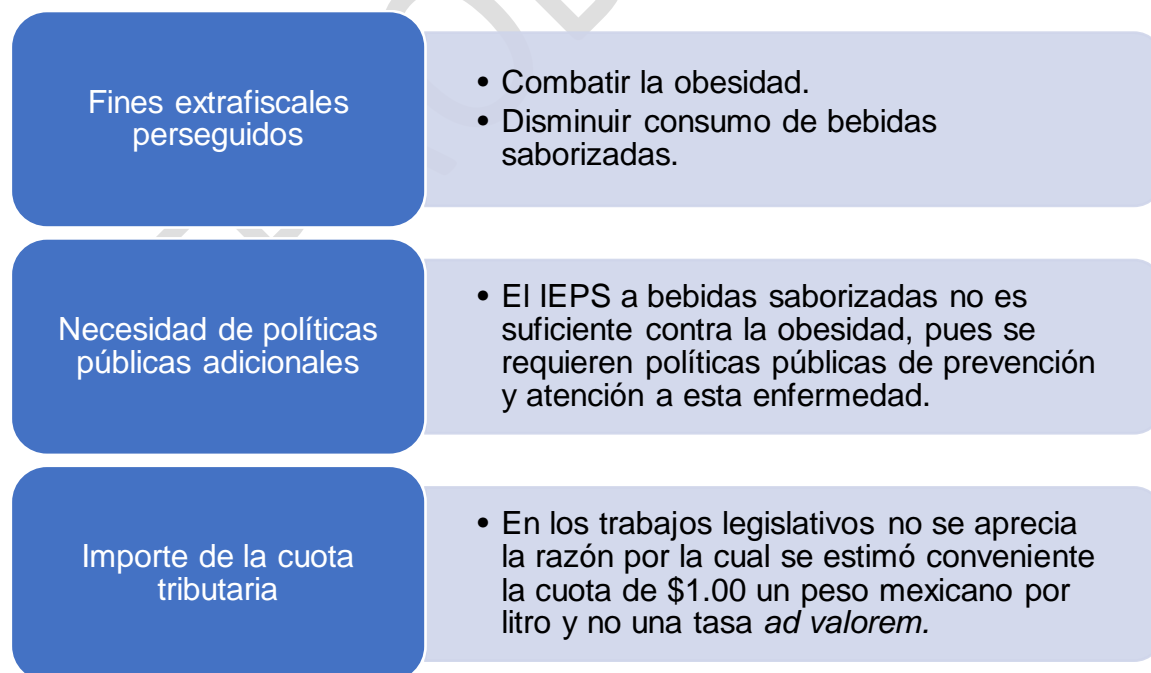 Fines extrafiscales
perseguidos
• Combatir la obesidad.
• Disminuir consumo de bebidas
saborizadas.
Necesidad de políticas
públicas adicionales
• El IEPS a bebidas saborizadas no es
suficiente contra la obesidad, pues se
requieren políticas públicas de prevención
y atención a esta enfermedad.
Importe de la cuota
tributaria
• En los trabajos legislativos no se aprecia
la razón por la cual se estimó conveniente
la cuota de $1.00 un peso mexicano por
litro y no una tasa ad valorem.